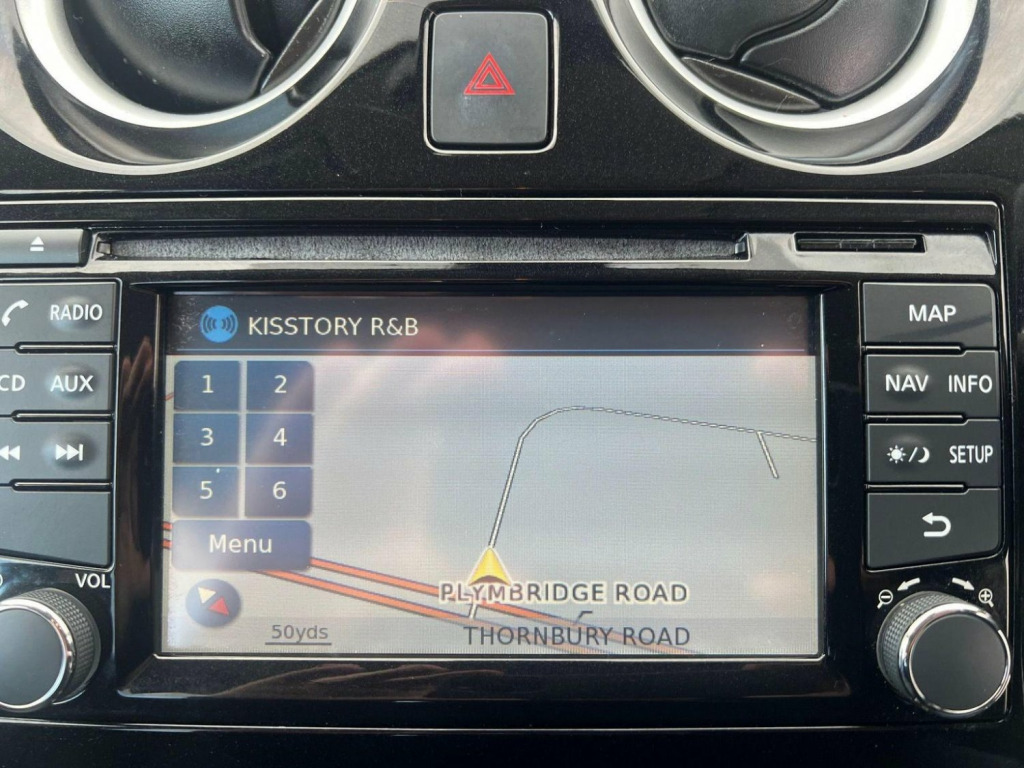 RADIO
CD AUX
VOL
KISSTORY R&B
1 2
3 4
5 6
Menu
50yds
PLYMBRIDGE ROAD
THORNBURY ROAD
MAP
NAV INFO
SETUP